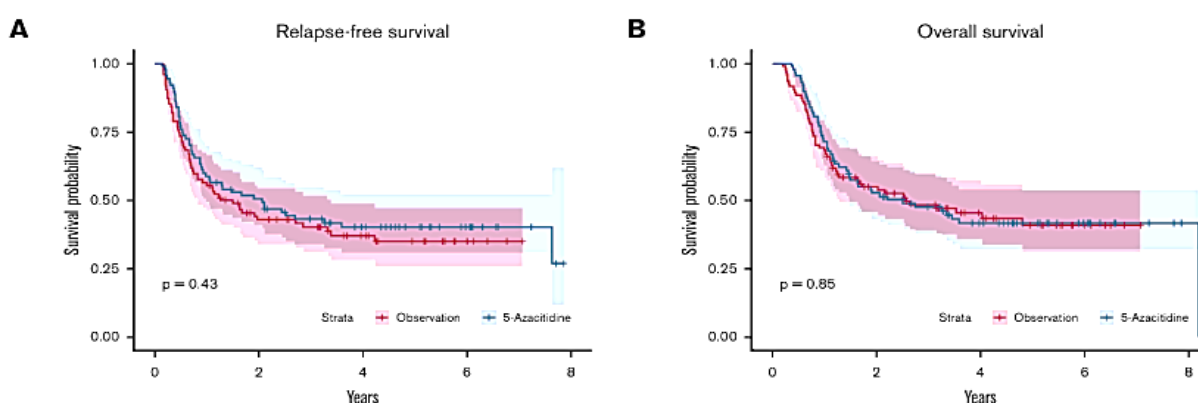 A
Relapse-free survival
Survival probability
1.00
0.75
0.50
0.25
0.00
p = 0.43
Strata Observation 5-Azacitidine
0 2 4 6 8
Years
B
Overall survival
Survival probability
1.00
0.75
0.50
0.25
0.00
p = 0.85
Strata Observation 5-Azacitidine
0 2 4 6 8
Years